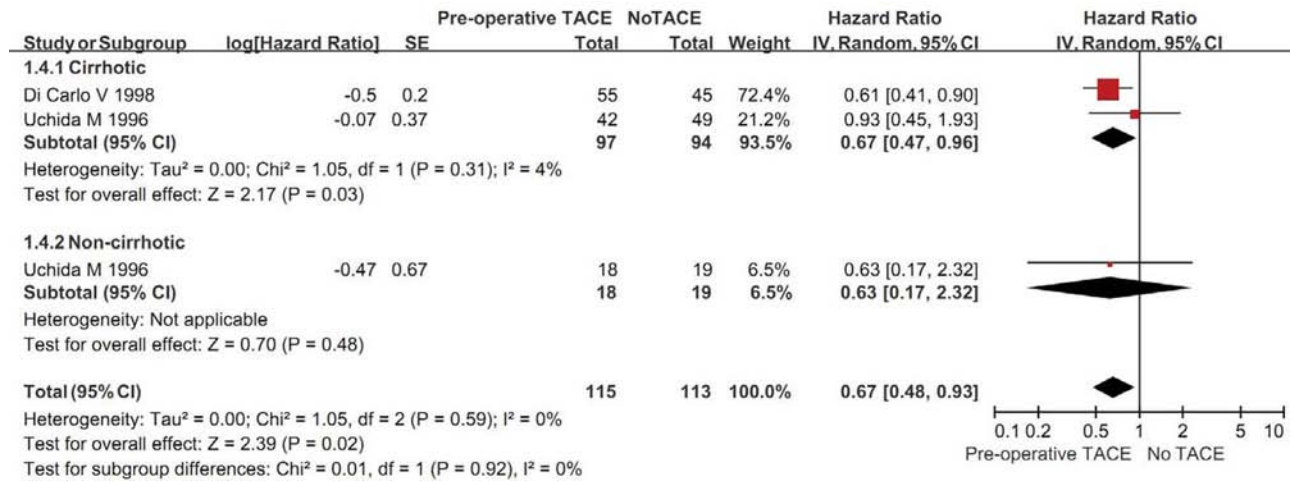 Pre-operative TACE NoTACE Hazard Ratio Hazard Ratio
Study or Subgroup log[Hazard Ratio] SE Total Total Weight IV, Random, 95% CI IV, Random, 95% CI
1.4.1 Cirrhotic
Di Carlo V 1998 -0.5 0.2 55 45 72.4% 0.61 [0.41, 0.90]
Uchida M 1996 -0.07 0.37 42 49 21.2% 0.93 [0.45, 1.93]
Subtotal (95% CI) 97 94 93.5% 0.67 [0.47, 0.96]
Heterogeneity: Tau² = 0.00; Chi² = 1.05, df = 1 (P = 0.31); I² = 4%
Test for overall effect: Z = 2.17 (P = 0.03)
1.4.2 Non-cirrhotic
Uchida M 1996 -0.47 0.67 18 19 6.5% 0.63 [0.17, 2.32]
Subtotal (95% CI) 18 19 6.5% 0.63 [0.17, 2.32]
Heterogeneity: Not applicable
Test for overall effect: Z = 0.70 (P = 0.48)
Total (95% CI) 115 113 100.0% 0.67 [0.48, 0.93]
Heterogeneity: Tau² = 0.00; Chi² = 1.05, df = 2 (P = 0.59); I² = 0%
Test for overall effect: Z = 2.39 (P = 0.02)
Test for subgroup differences: Chi² = 0.01, df = 1 (P = 0.92), I² = 0%
0.1 0.2 0.5 1 2 5 10
Pre-operative TACE No TACE